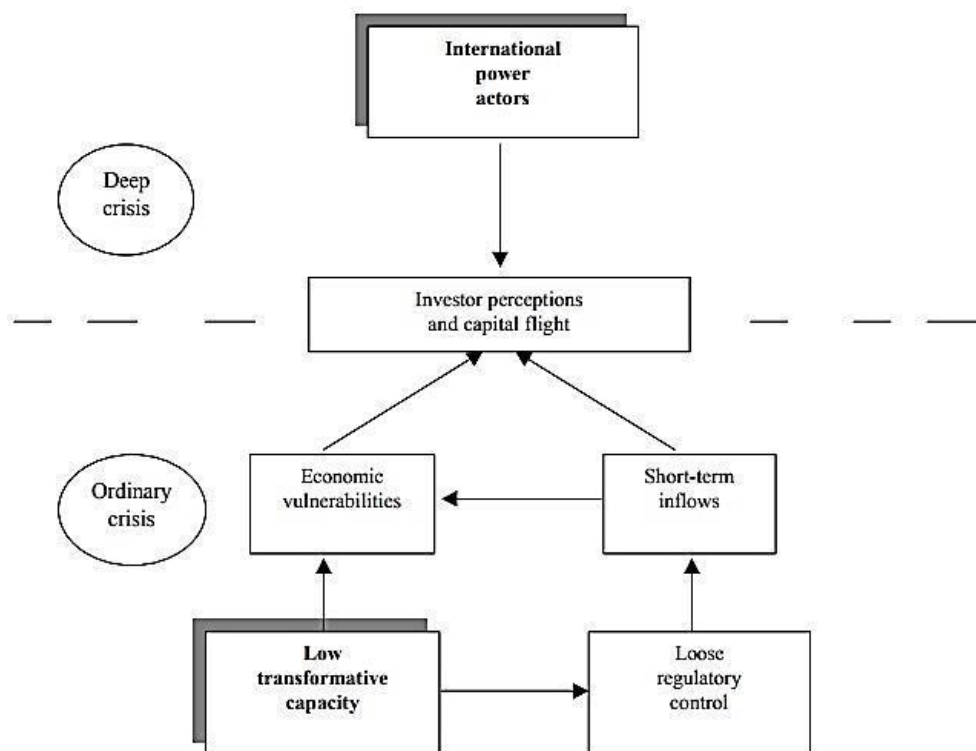 International
power
actors
Deep
crisis
Investor perceptions
and capital flight
Economic
vulnerabilities
Short-term
inflows
Ordinary
crisis
Low
transformative
capacity
Loose
regulatory
control